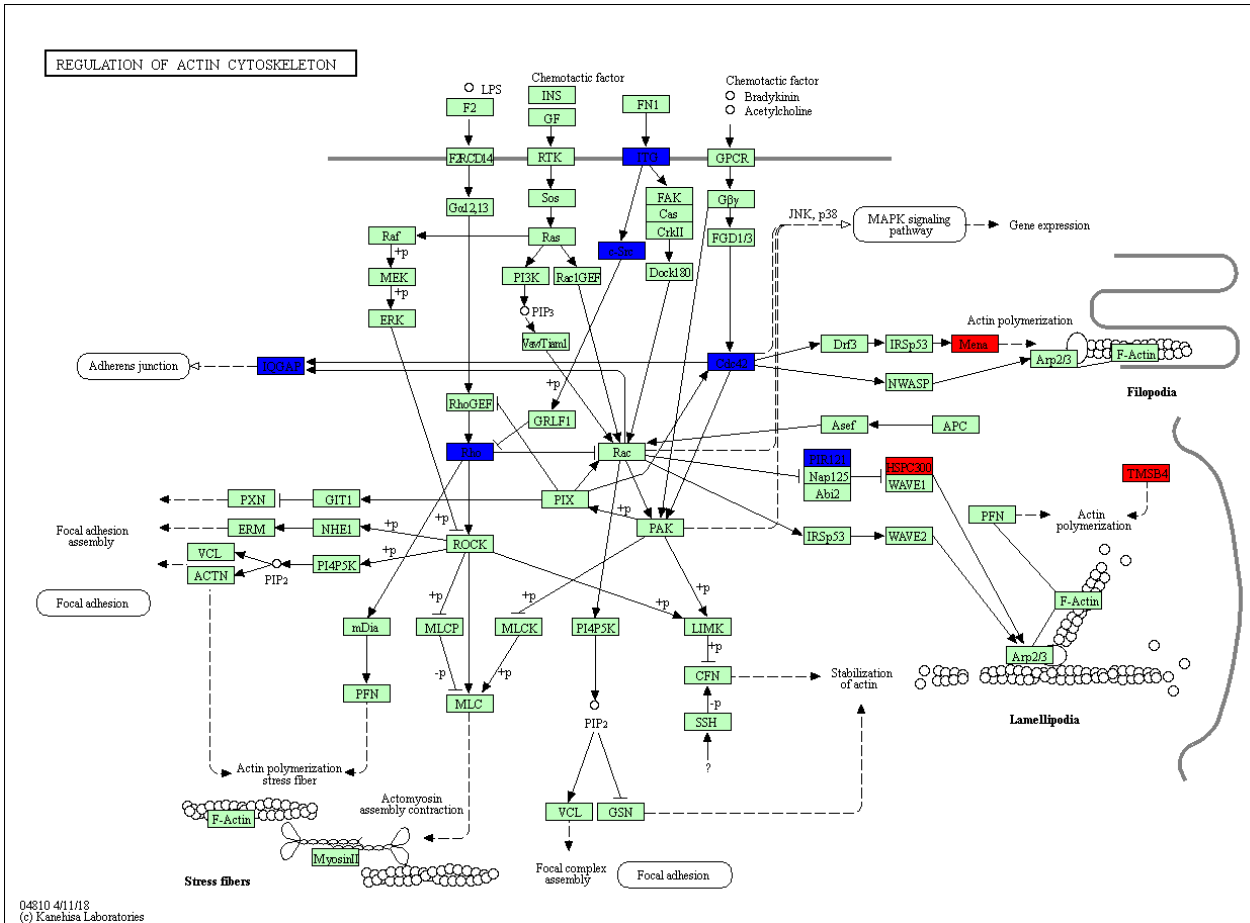 REGULATION OF ACTIN CYTOSKELETON
LPS
Chemotactic factor
Chemotactic factor
Bradykinin
Acetylcholine
F2
INS
GF
FN1
F2RCD14
RTK
ITG
GPCR
Gα12,13
Sos
FAK
Cas
CrkII
Gβγ
JNK, p38
MAPK signaling
pathway
Gene expression
Raf
Ras
c-Src
FGD1/3
+p
MEK
PI3K
Rac1GEF
Dock180
+p
ERK
PIP3
Vav/Tiam1
Drf3
IRSp53
Mena
Actin polymerization
Arp2/3
F-Actin
Adherens junction
IQGAP
Cdc42
NWASP
Filopodia
+p
RhoGEF
GRLF1
Asef
APC
Rho
Rac
PIR121
Nap125
Abi2
HSPC300
WAVE1
TMSB4
PXN
GIT1
PIX
PFN
Actin
polymerization
Focal adhesion
assembly
ERM
NHE1
+p
+p
+p
PAK
IRSp53
WAVE2
VCL
ACTN
PIP2
PI4P5K
+p
ROCK
Focal adhesion
+p
+p
+p
+p
F-Actin
mDia
MLCP
MLCK
PI4P5K
LIMK
Arp2/3
-p
+p
+p
CFN
Stabilization
of actin
PFN
MLC
-p
SSH
PIP2
Lamellipodia
?
Actin polymerization
stress fiber
Actomyosin
assembly contraction
F-Actin
VCL
GSN
MyosinII
Stress fibers
Focal complex
assembly
Focal adhesion
04810 4/11/18
(c) Kanehisa Laboratories